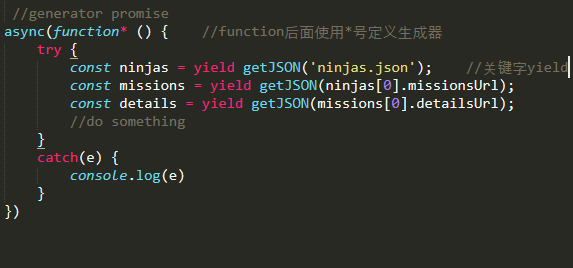 //generator promise
async(function* () {    //function后面使用*号定义生成器
    try {
        const ninjas = yield getJSON('ninjas.json');    //关键字yield
        const missions = yield getJSON(ninjas[0].missionsUrl);
        const details = yield getJSON(missions[0].detailsUrl);
        //do something
    }
    catch(e) {
        console.log(e)
    }
})